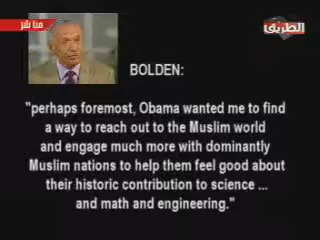 مباشر
الطريق
BOLDEN:
"perhaps foremost, Obama wanted me to find
a way to reach out to the Muslim world
and engage much more with dominantly
Muslim nations to help them feel good about
their historic contribution to science ...
and math and engineering."